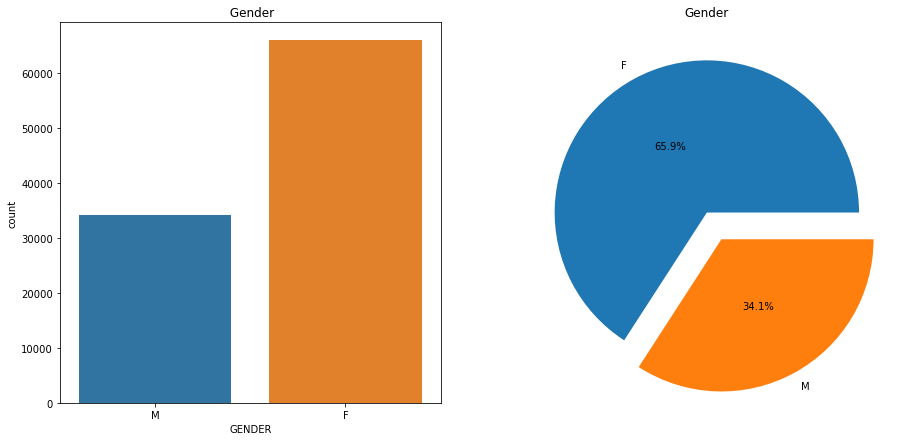 Gender
60000
50000
40000
30000
20000
10000
0
count
M
F
GENDER
Gender
F
65.9%
34.1%
M